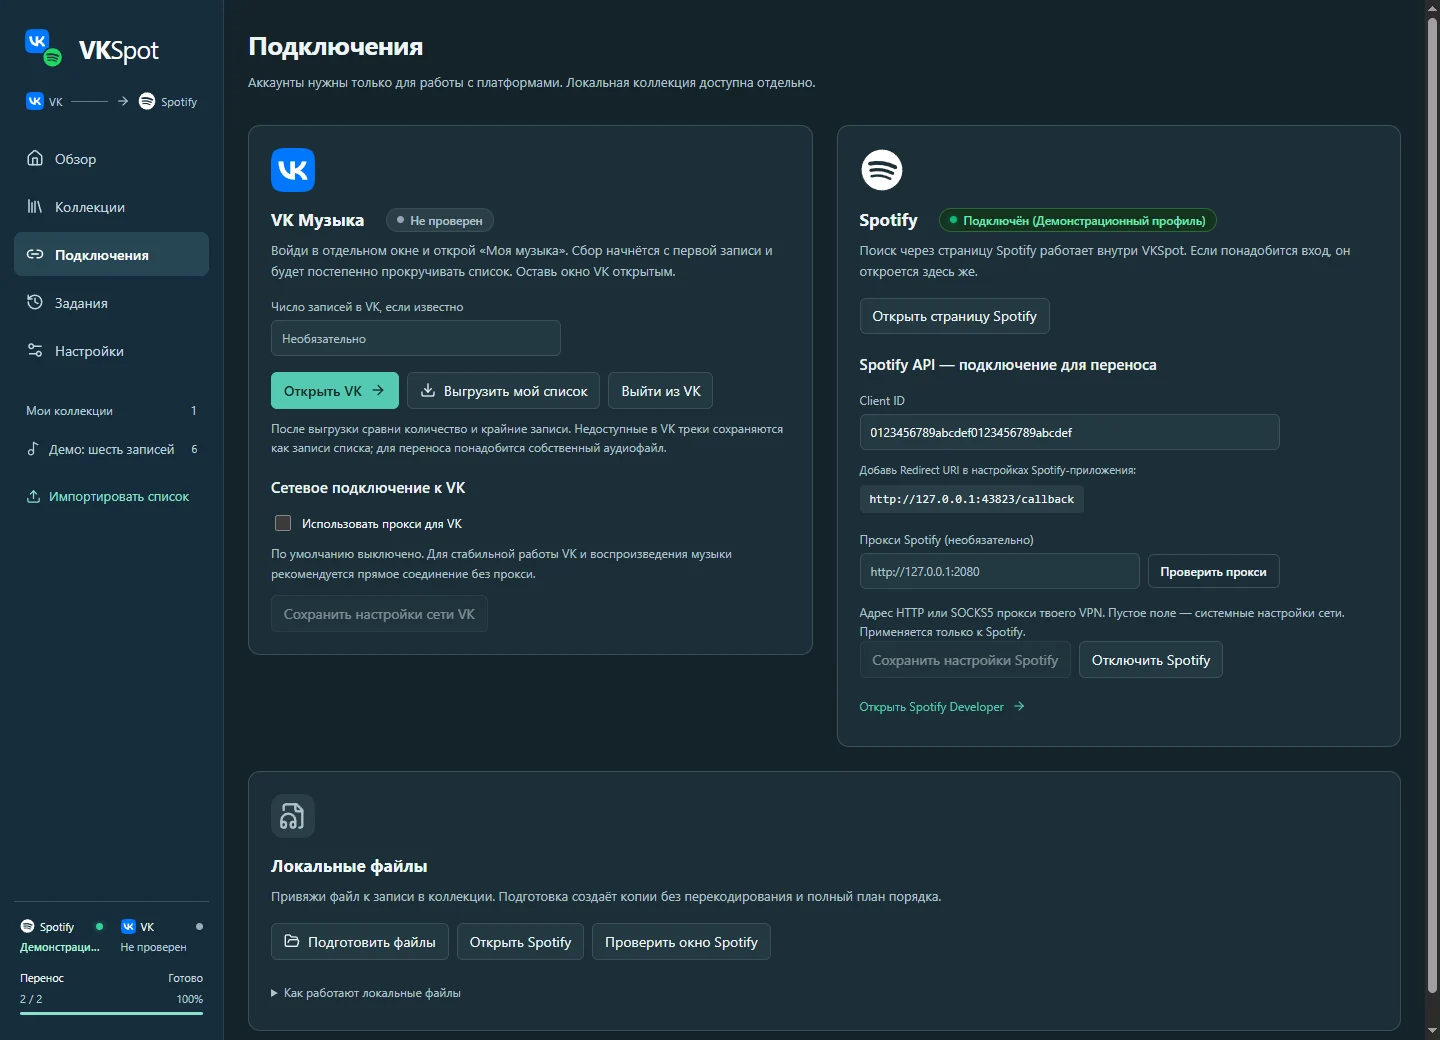 VKSpot
VK
Spotify
Обзор
Коллекции
Подключения
Задания
Настройки
Мои коллекции 1
Демо: шесть записей 6
Импортировать список
Spotify
Демонстраци...
VK
Не проверен
Перенос Готово
2 / 2 100%
Подключения
Аккаунты нужны только для работы с платформами. Локальная коллекция доступна отдельно.
VK Музыка
Не проверен
Войди в отдельном окне и открой «Моя музыка». Сбор начнётся с первой записи и
будет постепенно прокручивать список. Оставь окно VK открытым.
Число записей в VK, если известно
Необязательно
Открыть VK
Выгрузить мой список
Выйти из VK
После выгрузки сравни количество и крайние записи. Недоступные в VK треки сохраняются
как записи списка; для переноса понадобится собственный аудиофайл.
Сетевое подключение к VK
Использовать прокси для VK
По умолчанию выключено. Для стабильной работы VK и воспроизведения музыки
рекомендуется прямое соединение без прокси.
Сохранить настройки сети VK
Spotify
Подключён (Демонстрационный профиль)
Поиск через страницу Spotify работает внутри VKSpot. Если понадобится вход, он
откроется здесь же.
Открыть страницу Spotify
Spotify API — подключение для переноса
Client ID
0123456789abcdef0123456789abcdef
Добавь Redirect URI в настройках Spotify-приложения:
http://127.0.0.1:43823/callback
Прокси Spotify (необязательно)
http://127.0.0.1:2080
Проверить прокси
Адрес HTTP или SOCKS5 прокси твоего VPN. Пустое поле — системные настройки сети.
Применяется только к Spotify.
Сохранить настройки Spotify
Отключить Spotify
Открыть Spotify Developer
Локальные файлы
Привяжи файл к записи в коллекции. Подготовка создаёт копии без перекодирования и полный план порядка.
Подготовить файлы
Открыть Spotify
Проверить окно Spotify
Как работают локальные файлы